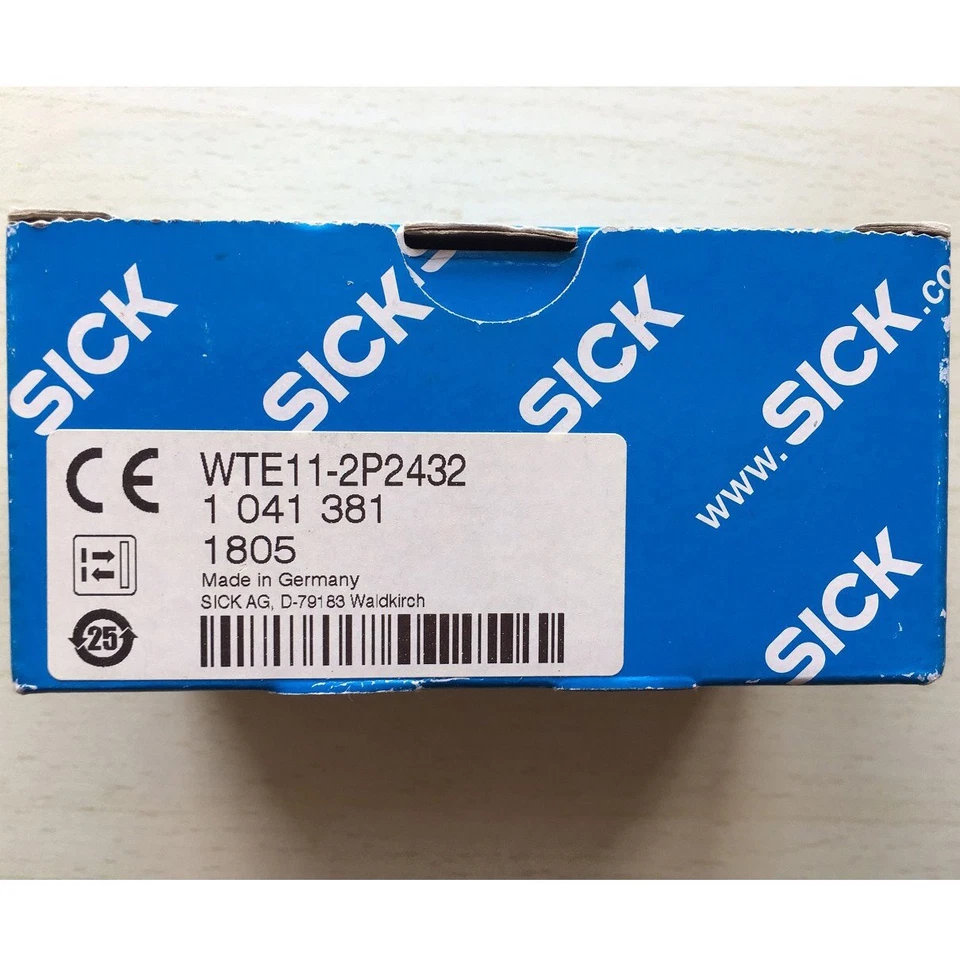 SICK
SICK
SICK
www.SICK.co
SICK
CE
WTE11-2P2432
1 041 381
1805
Made in Germany
SICK AG, D-79183 Waldkirch
25